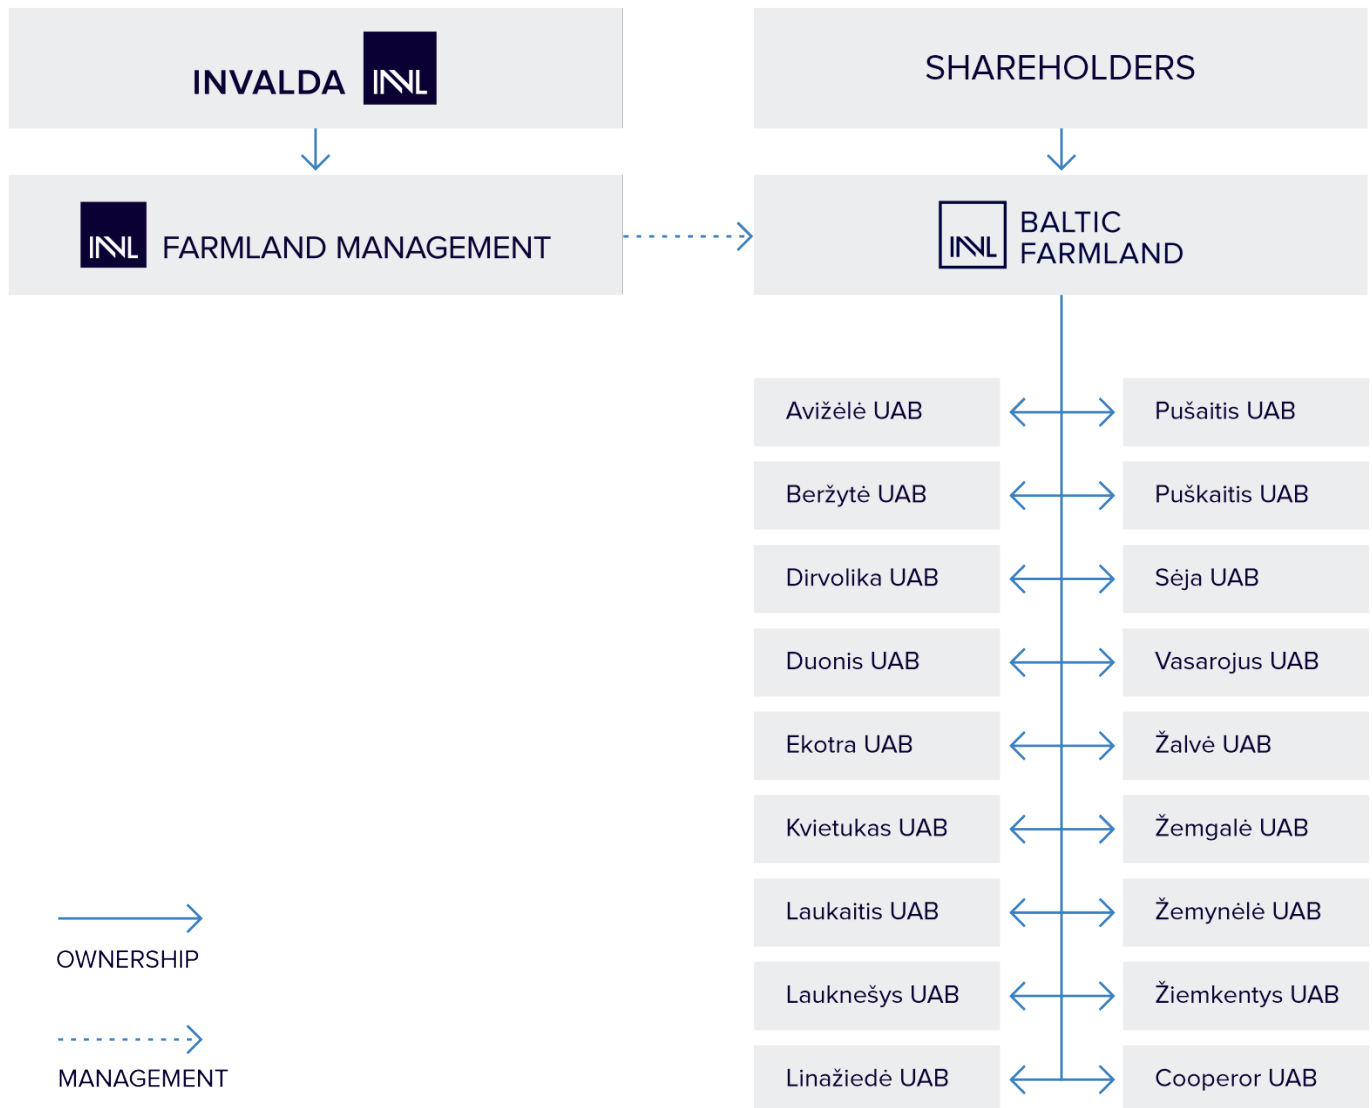 INVALDA INVL
SHAREHOLDERS
INVL FARMLAND MANAGEMENT
INVL BALTIC
FARMLAND
Avižėlė UAB
Pušaitis UAB
Beržytė UAB
Puškaitis UAB
Dirvolika UAB
Sėja UAB
Duonis UAB
Vasarojus UAB
Ekotra UAB
Žalvė UAB
Kvietukas UAB
Žemgalė UAB
Laukaitis UAB
Žemynėlė UAB
Lauknešys UAB
Žiemkentys UAB
Linažiedė UAB
Cooperor UAB
OWNERSHIP
MANAGEMENT